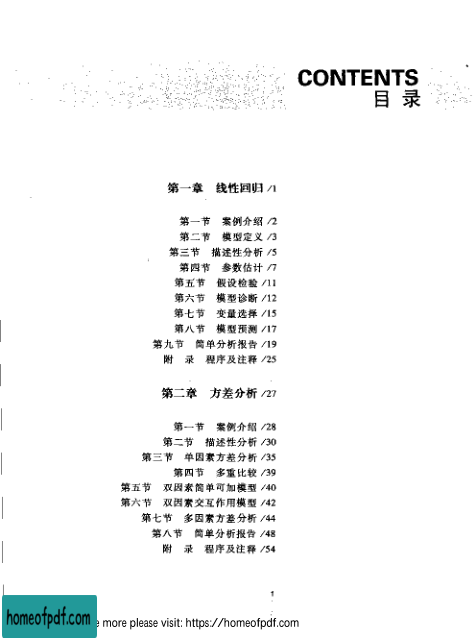 CONTENTS
目 录
第一章 线性回归 /1
第一节 案例介绍 /2
第二节 模型定义 /3
第三节 描述性分析 /5
第四节 参数估计 /7
第五节 假设检验 /11
第六节 模型诊断 /12
第七节 变量选择 /15
第八节 模型预测 /17
第九节 简单分析报告 /19
附 录 程序及注释 /25
第二章 方差分析 /27
第一节 案例介绍 /28
第二节 描述性分析 /30
第三节 单因素方差分析 /35
第四节 多重比较 /39
第五节 双因素简单可加模型 /40
第六节 双因素交互作用模型 /42
第七节 多因素方差分析 /44
第八节 简单分析报告 /48
附 录 程序及注释 /54
1
homeofpdf.com
more please visit: https://homeofpdf.com